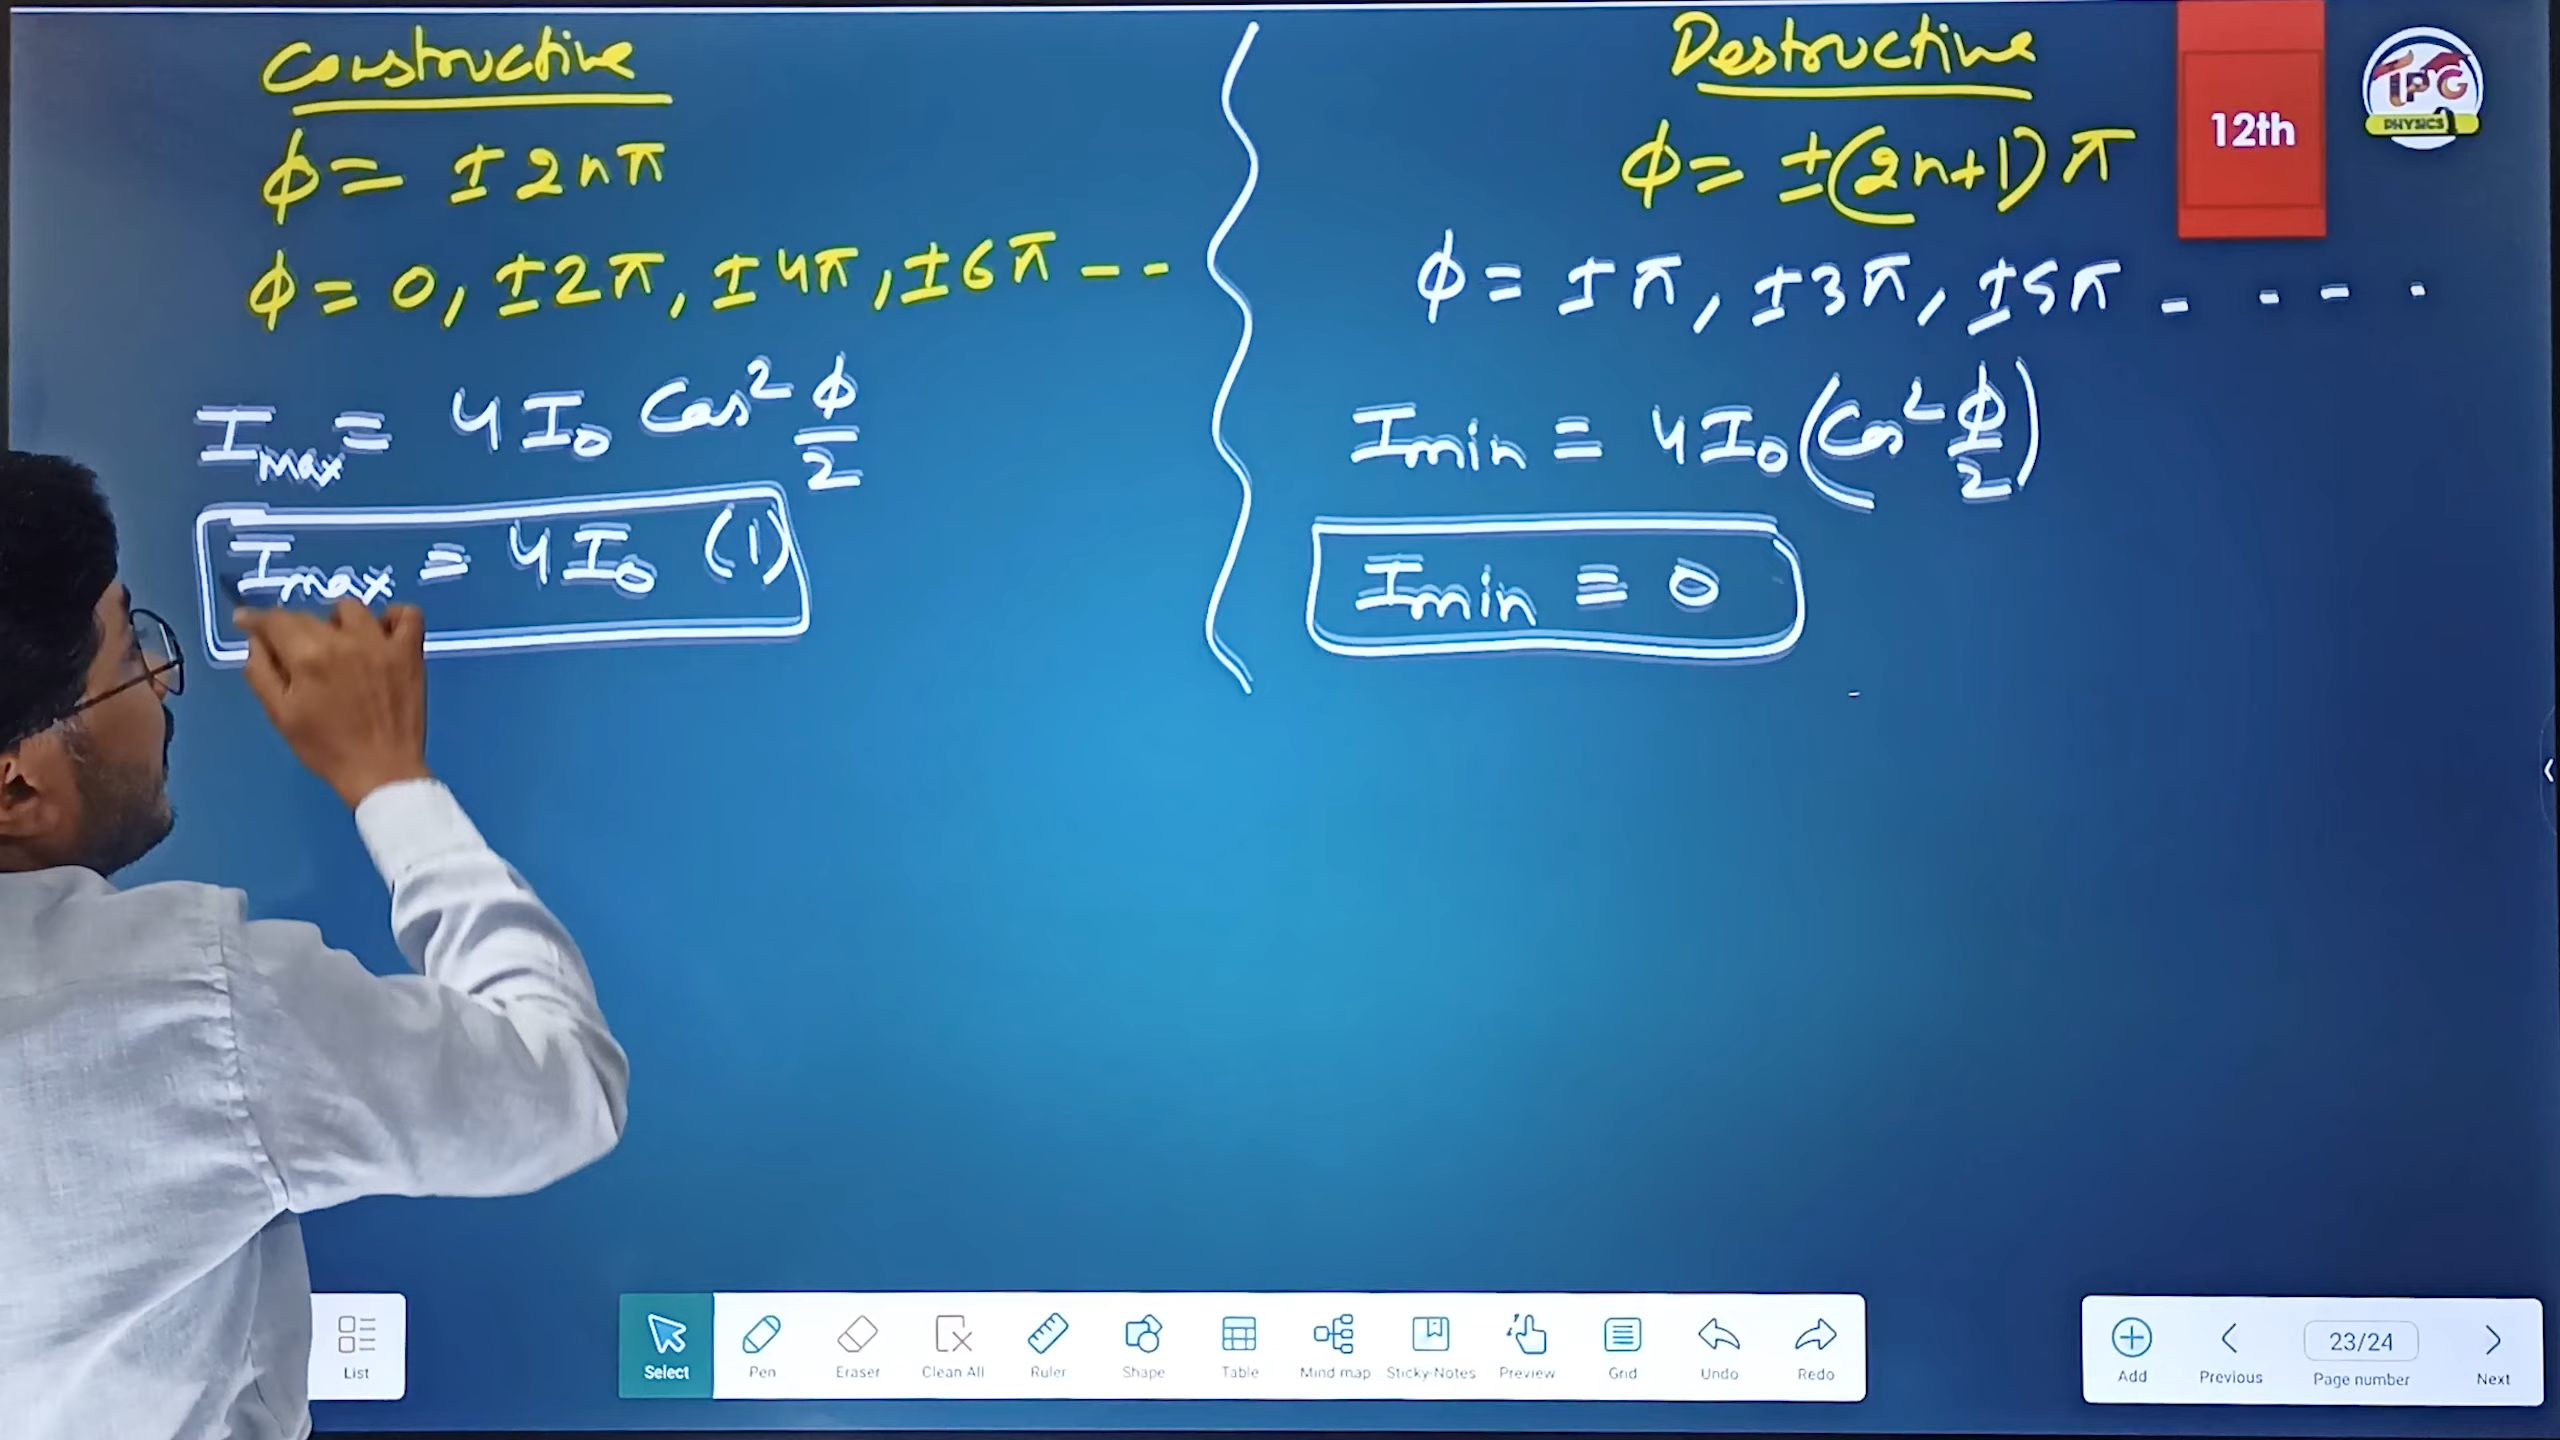 Constructive
ϕ = ±2nπ
ϕ = 0, ±2π, ±4π, ±6π - -
Imax = 4I₀ Cos² ϕ/2
Imax = 4I₀ (1)
Destructive
ϕ = ±(2n+1)π
ϕ = ±π, ±3π, ±5π - - - -
Imin = 4I₀(Cos² ϕ/2)
Imin = 0
12th
TPG
PHYSICS
List
Select
Pen
Eraser
Clean All
Ruler
Shape
Table
Mind map
Sticky-Notes
Preview
Grid
Undo
Redo
Add
Previous
23/24
Page number
Next